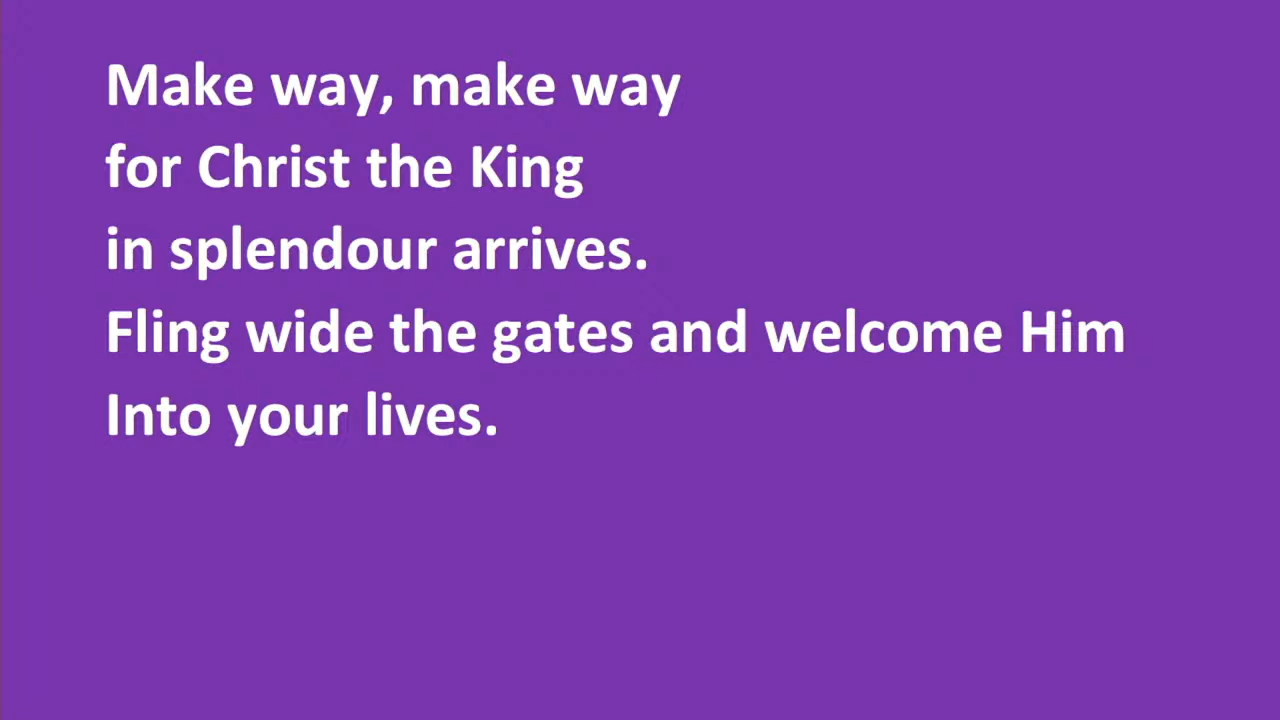 Make way, make way
for Christ the King
in splendour arrives.
Fling wide the gates and welcome Him
Into your lives.